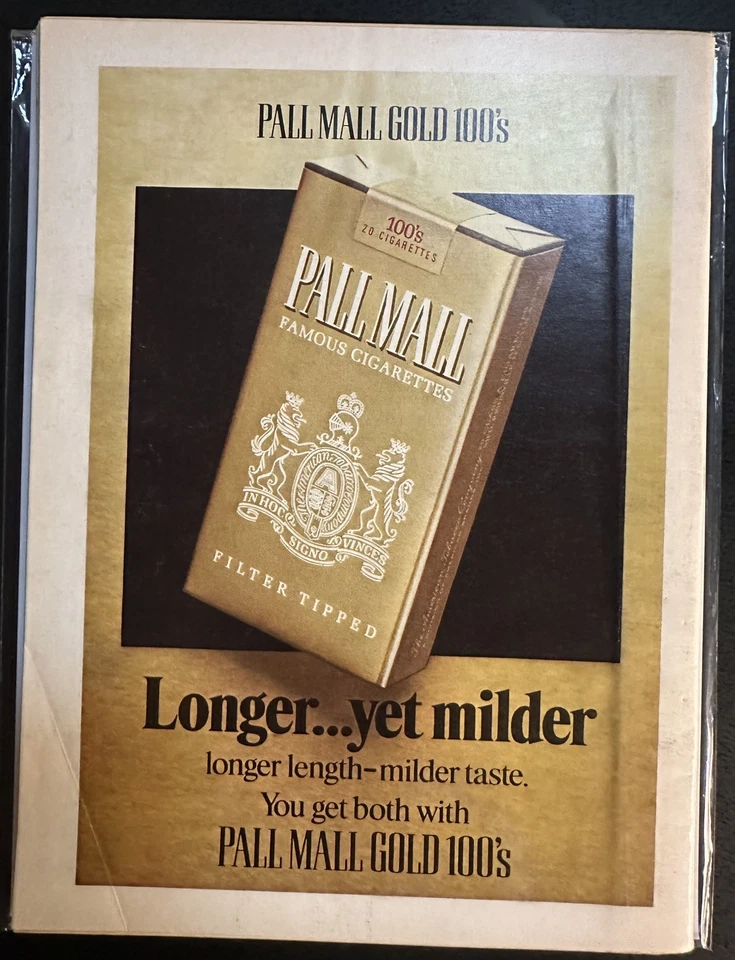 PALL MALL GOLD 100's
100's
20 CIGARETTES
PALL MALL
FAMOUS CIGARETTES
IN HOC
SIGNO
VINCES
FILTER TIPPED
Longer...yet milder
longer length-milder taste.
You get both with
PALL MALL GOLD 100's